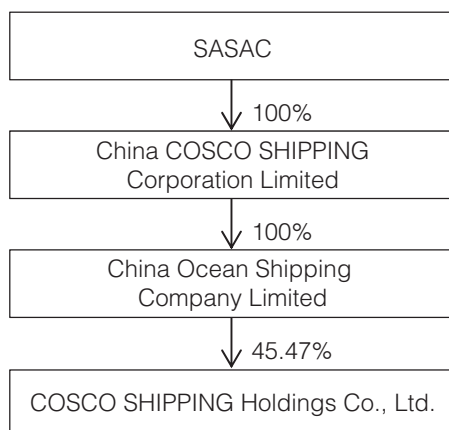 SASAC
100%
China COSCO SHIPPING
Corporation Limited
100%
China Ocean Shipping
Company Limited
45.47%
COSCO SHIPPING Holdings Co., Ltd.